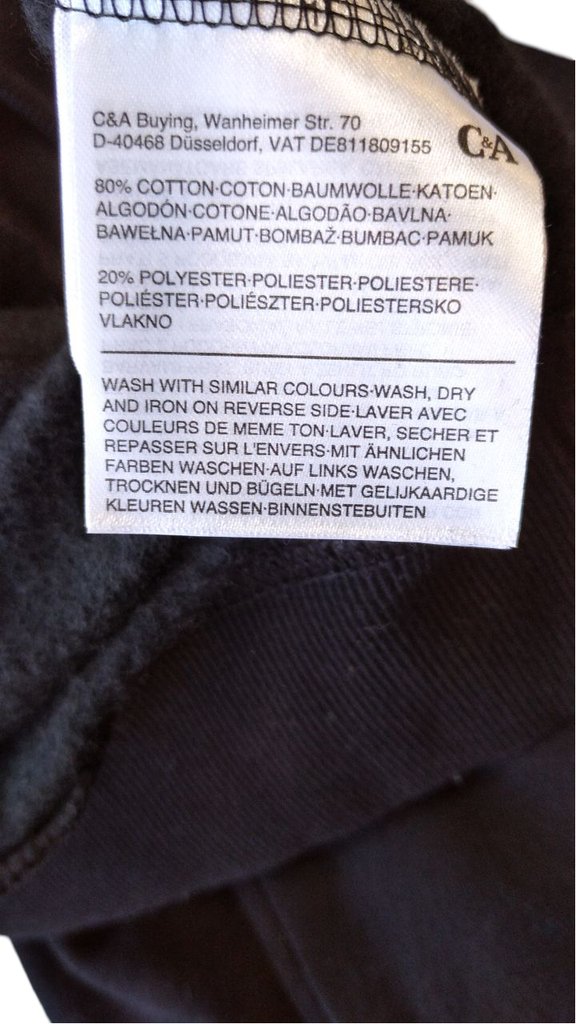 C&A Buying, Wanheimer Str. 70
D-40468 Düsseldorf, VAT DE811809155
C&A
80% COTTON·COTON·BAUMWOLLE·KATOEN·
ALGODÓN·COTONE·ALGODÃO·BAVLNA·
BAWEŁNA·PAMUT·BOMBAŽ·BUMBAC·PAMUK
20% POLYESTER·POLIESTER·POLIESTERE·
POLIÉSTER·POLIÉSZTER·POLIESTERSKO
VLAKNO
WASH WITH SIMILAR COLOURS·WASH, DRY
AND IRON ON REVERSE SIDE·LAVER AVEC
COULEURS DE MEME TON·LAVER, SECHER ET
REPASSER SUR L'ENVERS·MIT ÄHNLICHEN
FARBEN WASCHEN·AUF LINKS WASCHEN,
TROCKNEN UND BÜGELN·MET GELIJKAARDIGE
KLEUREN WASSEN·BINNENSTEBUITEN